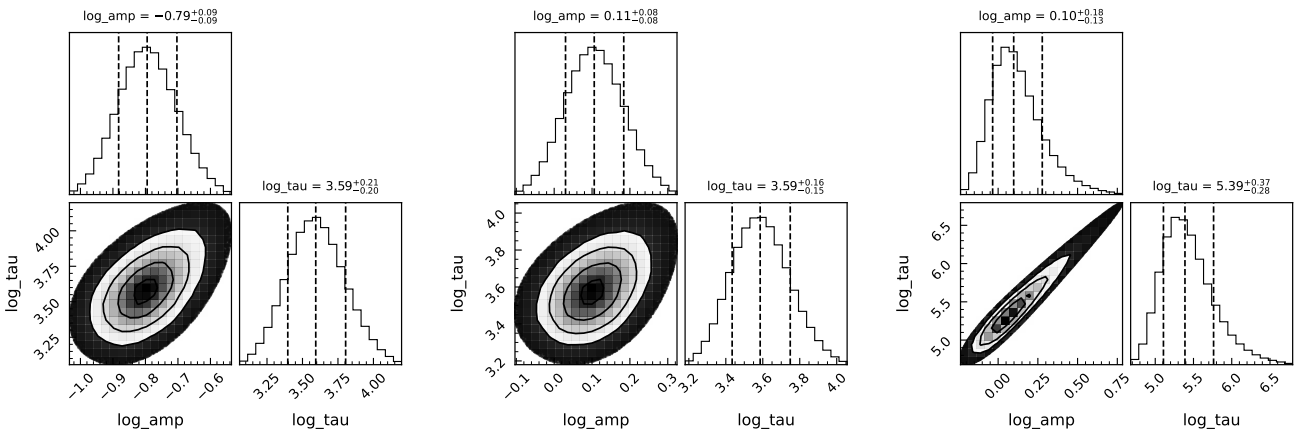 log_amp = −0.79+0.09−0.09
log_tau = 3.59+0.21−0.20
log_tau
4.00
3.75
3.50
3.25
−1.0 −0.9 −0.8 −0.7 −0.6
log_amp
3.25 3.50 3.75 4.00
log_tau
log_amp = 0.11+0.08−0.08
log_tau = 3.59+0.16−0.15
log_tau
4.0
3.8
3.6
3.4
3.2
−0.1 0.0 0.1 0.2 0.3
log_amp
3.2 3.4 3.6 3.8 4.0
log_tau
log_amp = 0.10+0.18−0.13
log_tau = 5.39+0.37−0.28
log_tau
6.5
6.0
5.5
5.0
0.00 0.25 0.50 0.75
log_amp
5.0 5.5 6.0 6.5
log_tau